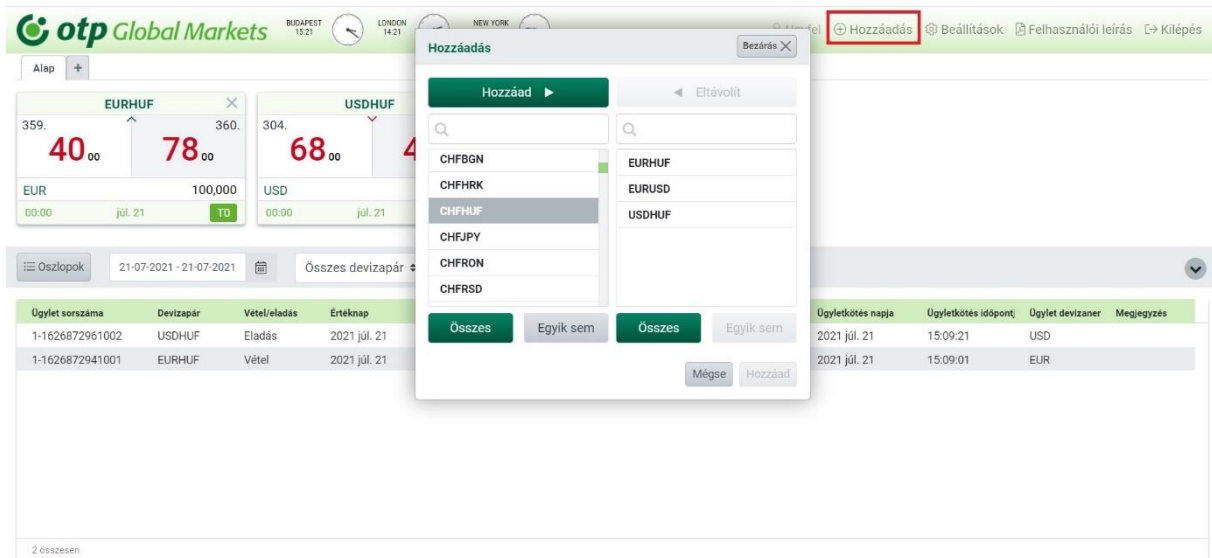 otp Global Markets
BUDAPEST
15:21
LONDON
14:21
NEW YORK
Hozzáadás
Beállítások
Felhasználói leírás
Kilépés
Alap +
EURHUF
359. 360.
40 00 78 00
EUR 100,000
00:00 júl. 21 T0
USDHUF
304.
68 00 4
USD
00:00 júl. 21
Hozzáadás
Bezárás X
Hozzáad
Eltávolít
CHFBGN
CHFHRK
CHFHUF
CHFJPY
CHFRON
CHFRSD
EURHUF
EURUSD
USDHUF
Összes Egyik sem Összes Egyik sem
Mégse Hozzáad
Oszlopok 21-07-2021 - 21-07-2021 Összes devizapár
Ügylet sorszáma Devizapár Vétel/eladás Értéknap Ügyletkötés napja Ügyletkötés időpontj Ügylet devizaner Megjegyzés
1-1626872961002 USDHUF Eladás 2021 júl. 21 2021 júl. 21 15:09:21 USD
1-1626872941001 EURHUF Vétel 2021 júl. 21 2021 júl. 21 15:09:01 EUR
2 összesen